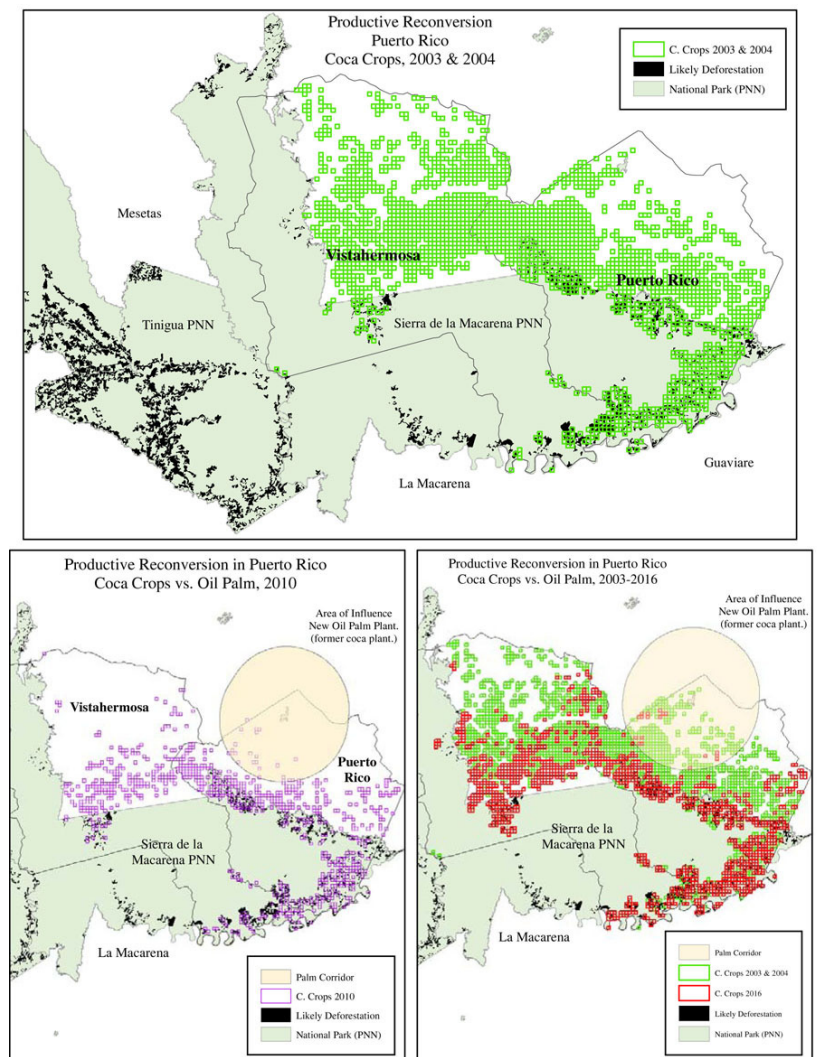 Productive Reconversion
Puerto Rico
Coca Crops, 2003 & 2004
C. Crops 2003 & 2004
Likely Deforestation
National Park (PNN)
Mesetas
Vistahermosa
Puerto Rico
Tinigua PNN
Sierra de la Macarena PNN
Guaviare
La Macarena
Productive Reconversion in Puerto Rico
Coca Crops vs. Oil Palm, 2010
Area of Influence
New Oil Palm Plant.
(former coca plant.)
Vistahermosa
Puerto
Rico
Sierra de la
Macarena PNN
La Macarena
Palm Corridor
C. Crops 2010
Likely Deforestation
National Park (PNN)
Productive Reconversion in Puerto Rico
Coca Crops vs. Oil Palm, 2003-2016
Area of Influence
New Oil Palm Plant.
(former coca plant.)
Sierra de la
Macarena PNN
La Macarena
Palm Corridor
C. Crops 2003 & 2004
C. Crops 2016
Likely Deforestation
National Park (PNN)